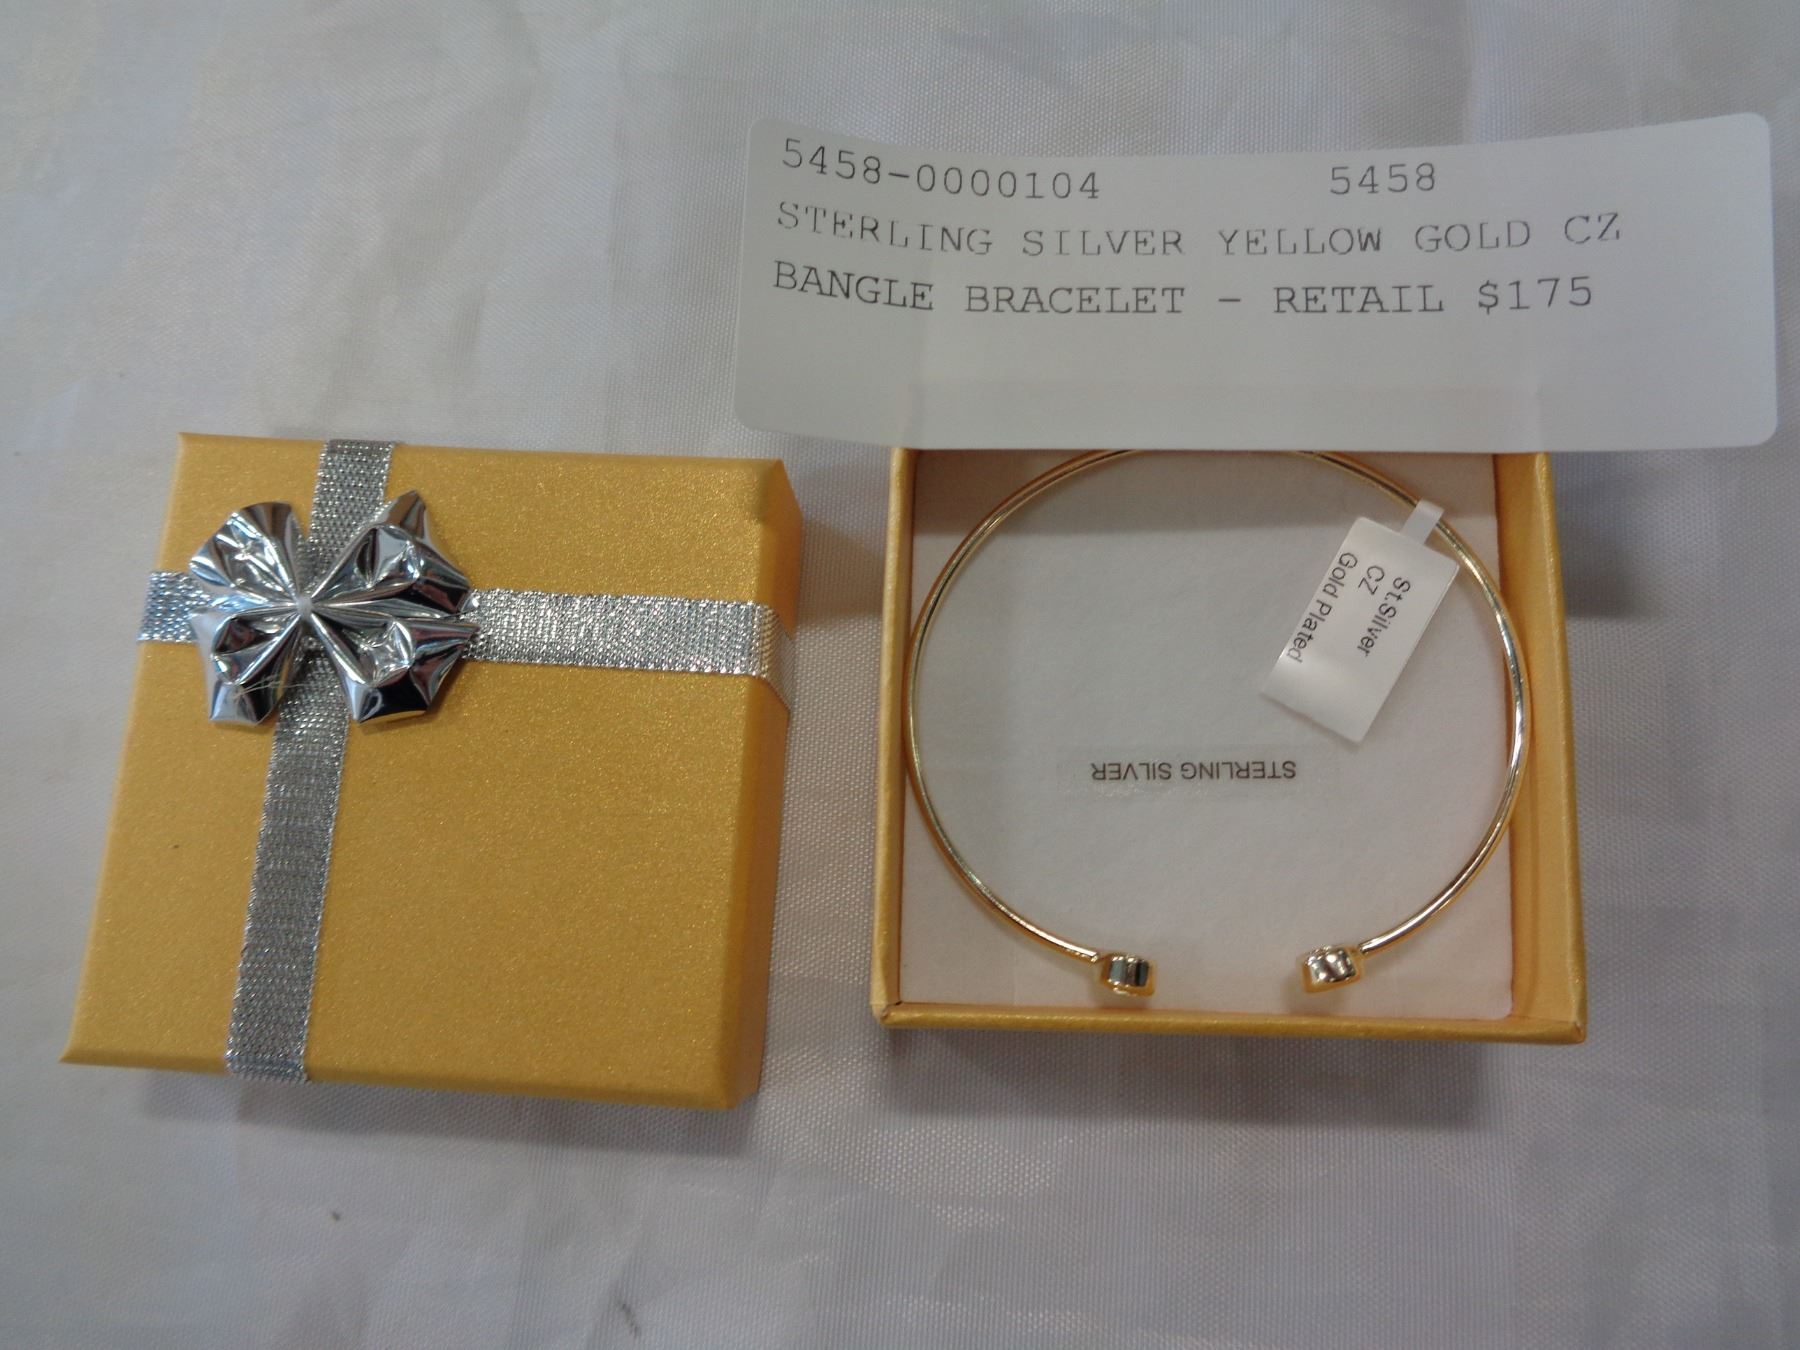 5458-0000104 5458
STERLING SILVER YELLOW GOLD CZ
BANGLE BRACELET - RETAIL $175
St.Silver
CZ
Gold Plated
STERLING SILVER